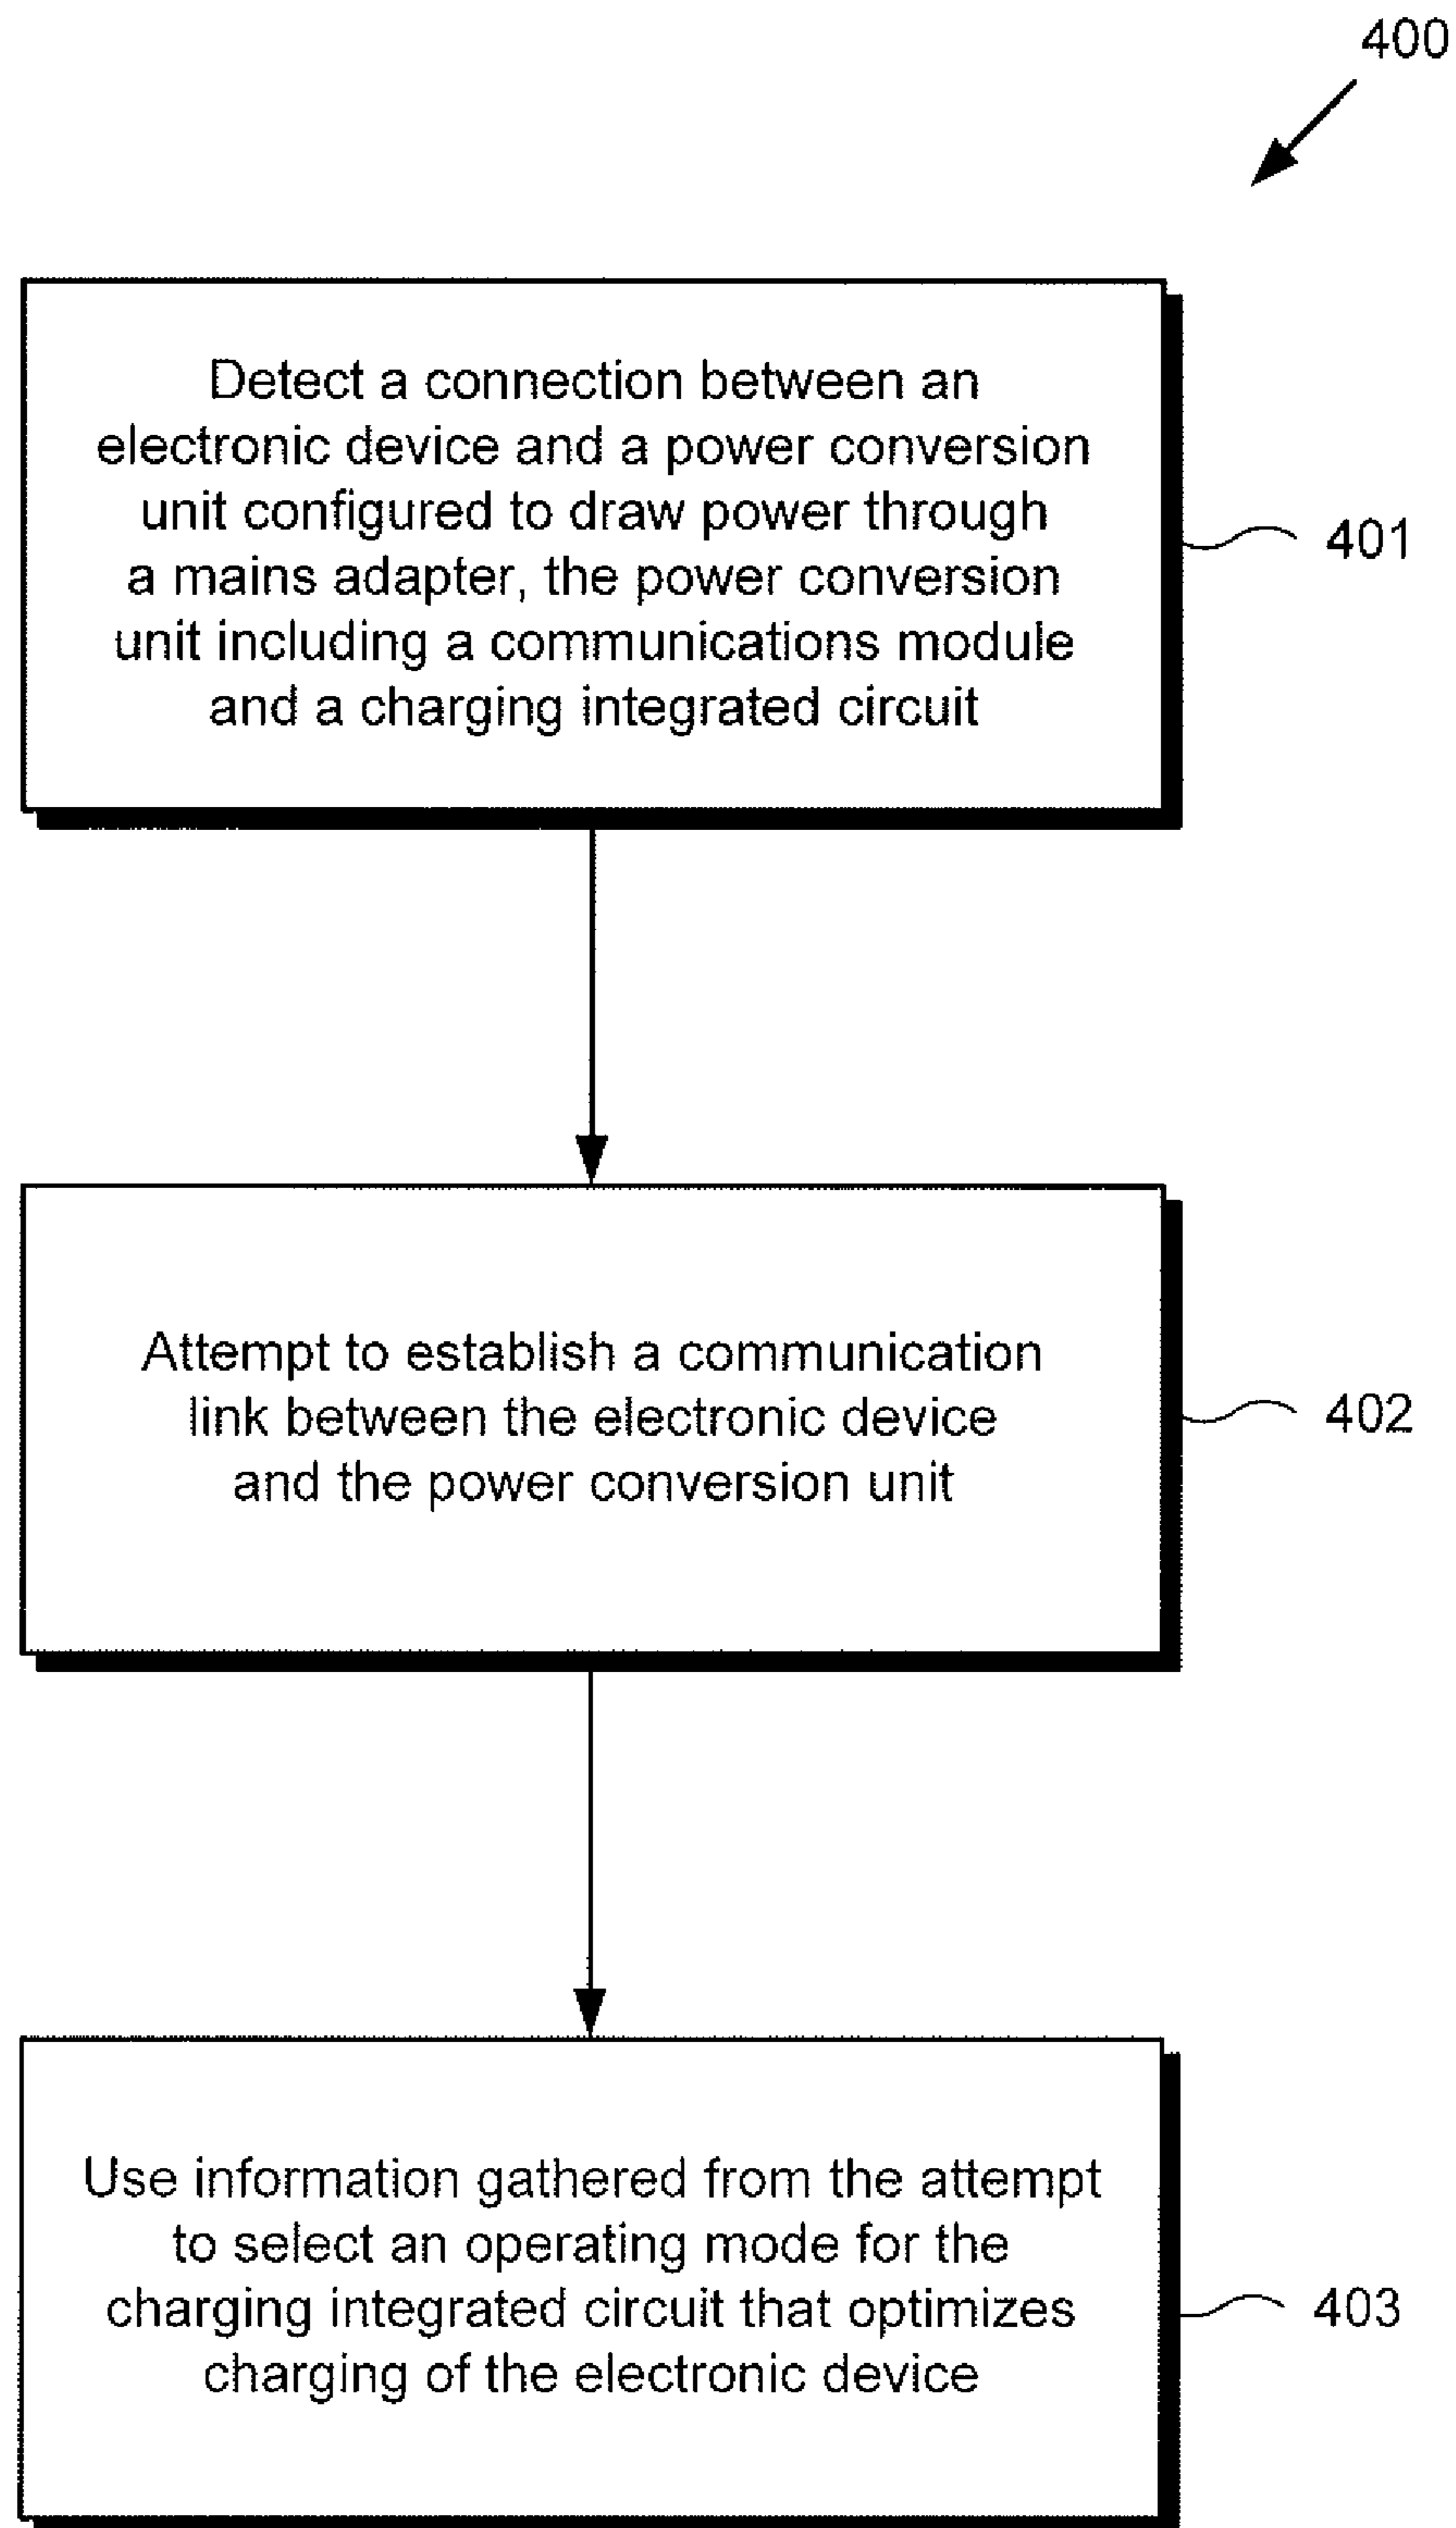 400
Detect a connection between an
electronic device and a power conversion
unit configured to draw power through
a mains adapter, the power conversion
unit including a communications module
and a charging integrated circuit
401
Attempt to establish a communication
link between the electronic device
and the power conversion unit
402
Use information gathered from the attempt
to select an operating mode for the
charging integrated circuit that optimizes
charging of the electronic device
403